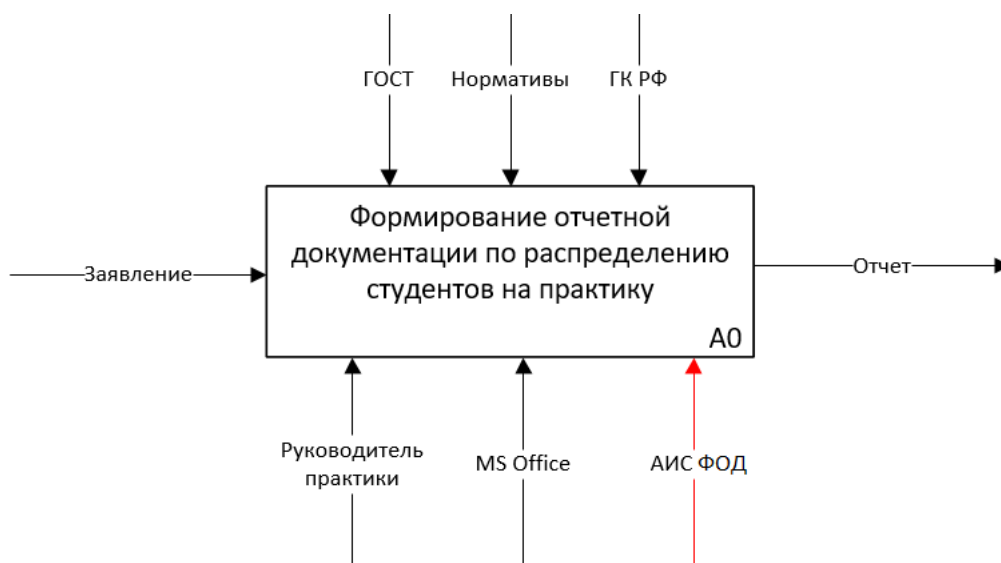 ГОСТ
Нормативы
ГК РФ
Формирование отчетной
документации по распределению
студентов на практику
А0
Заявление
Отчет
Руководитель
практики
MS Office
АИС ФОД